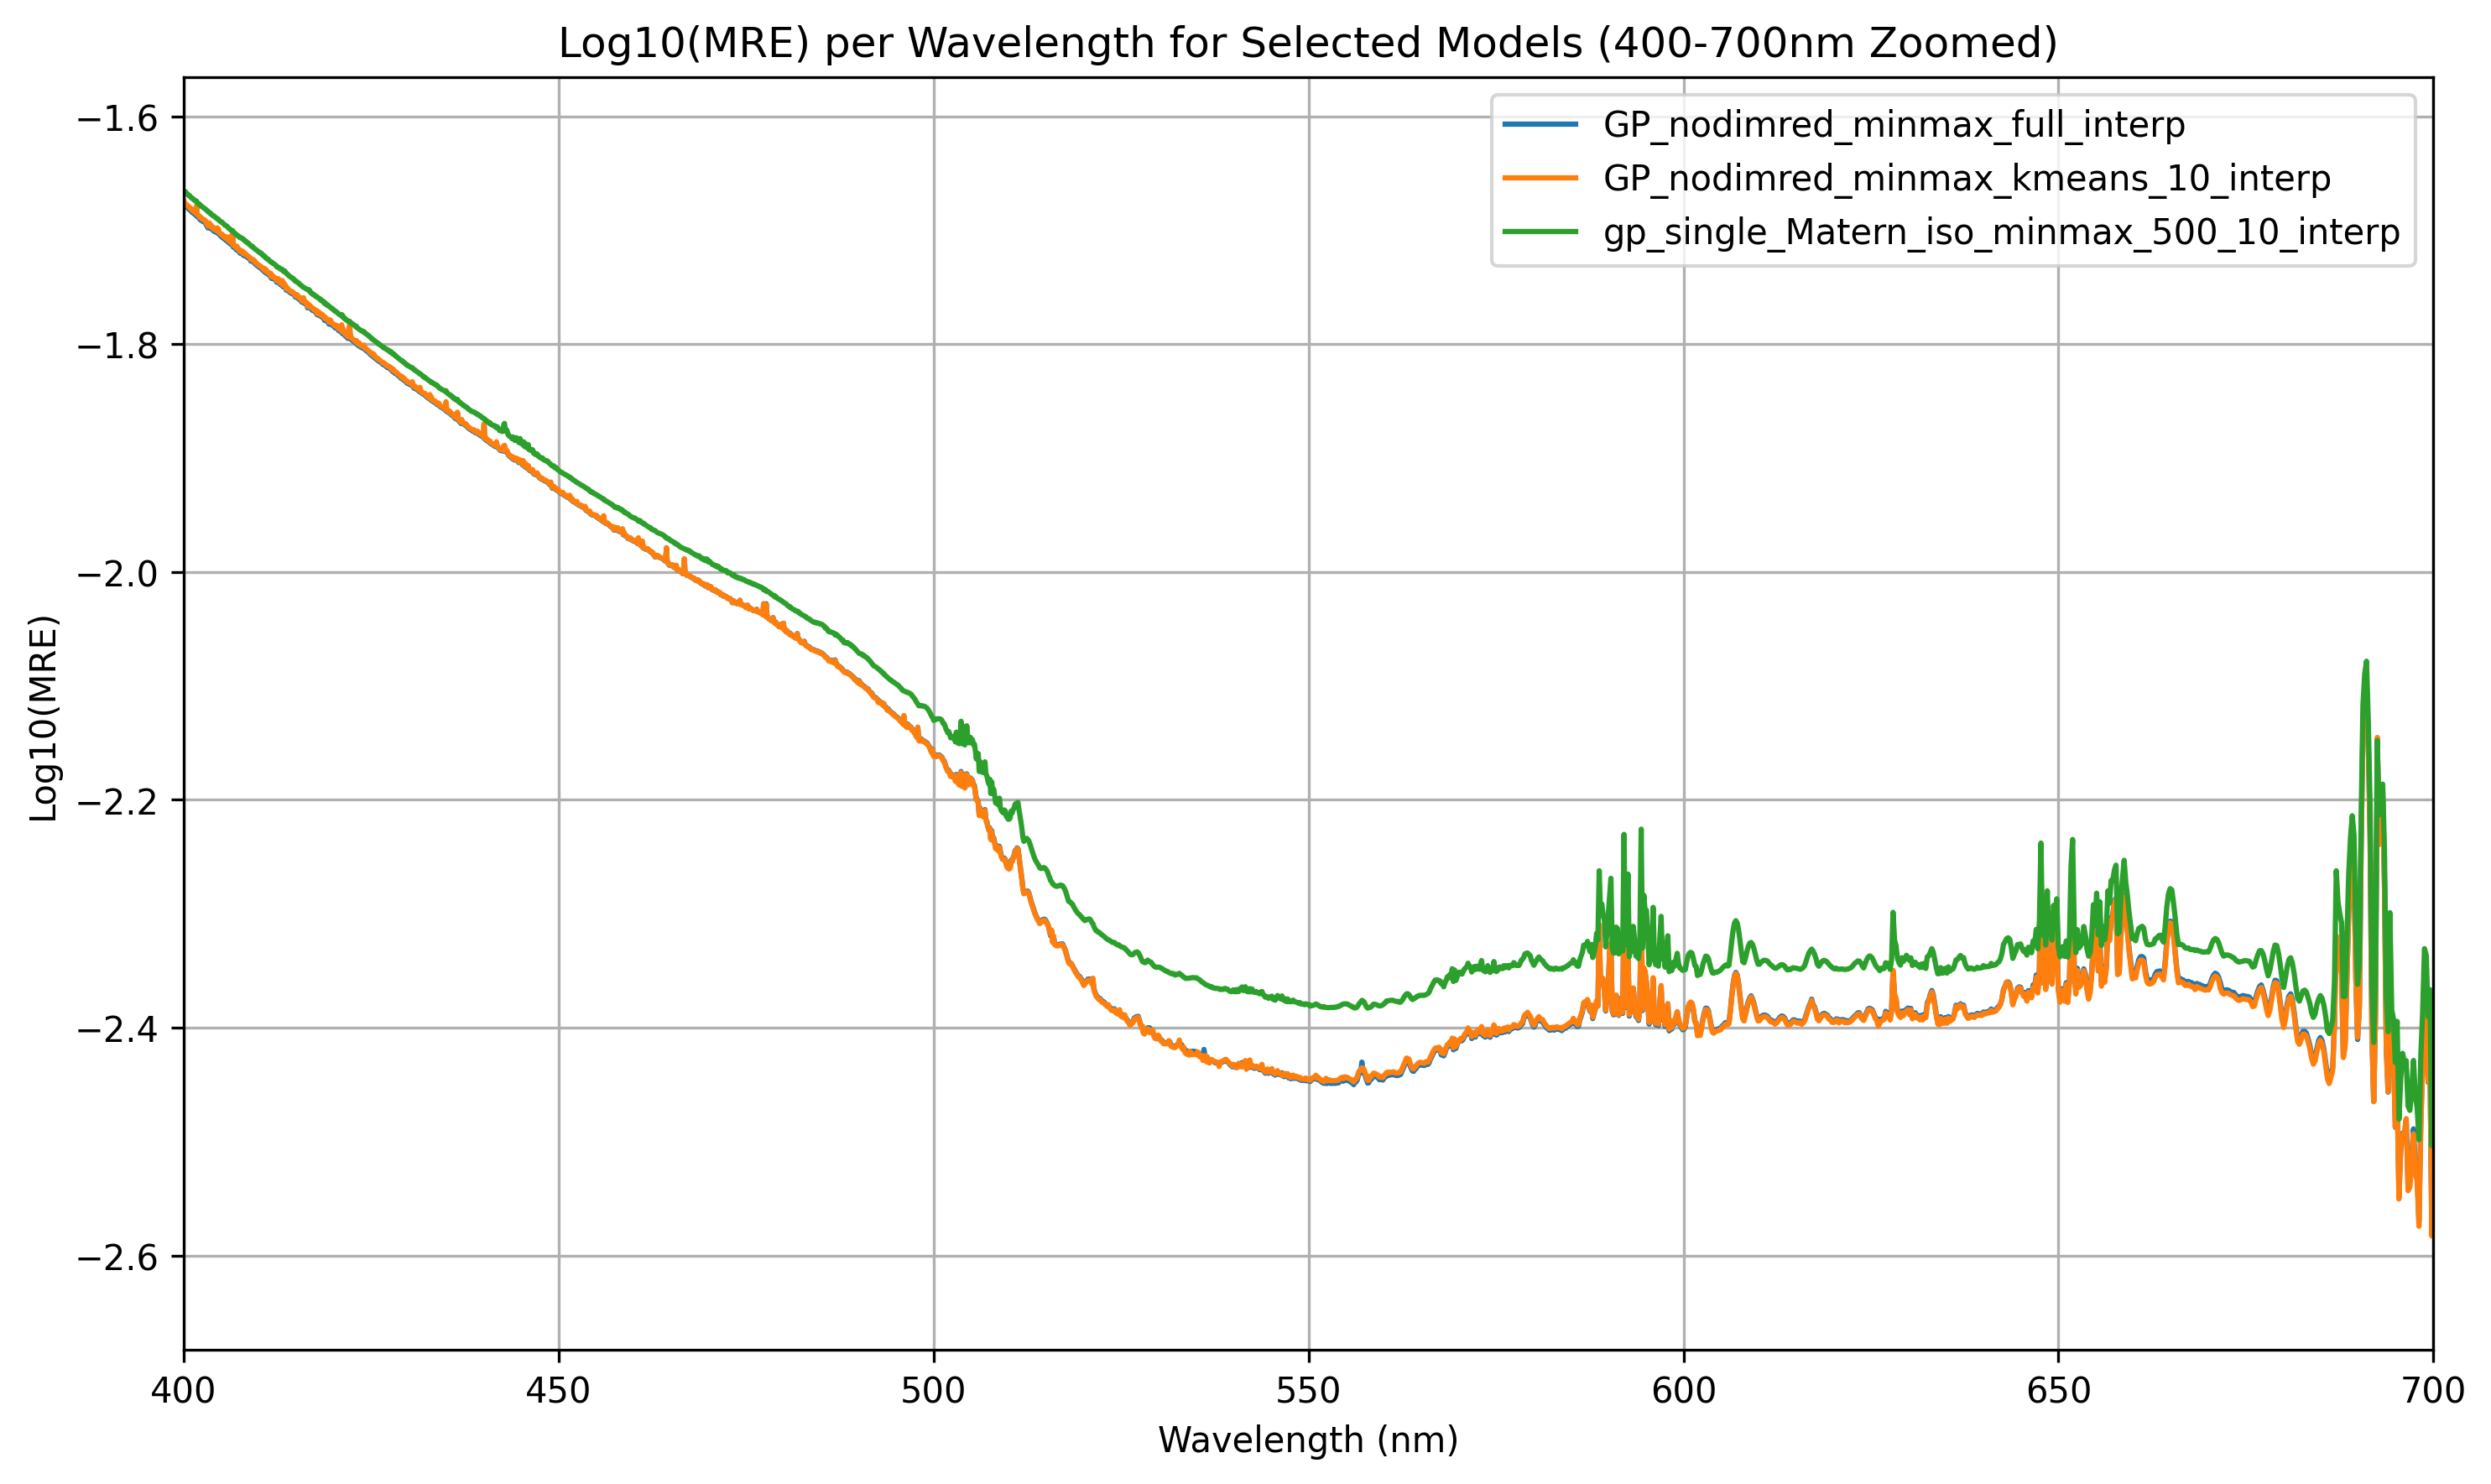 Log10(MRE) per Wavelength for Selected Models (400-700nm Zoomed)
GP_nodimred_minmax_full_interp
GP_nodimred_minmax_kmeans_10_interp
gp_single_Matern_iso_minmax_500_10_interp
Log10(MRE)
−1.6
−1.8
−2.0
−2.2
−2.4
−2.6
400 450 500 550 600 650 700
Wavelength (nm)